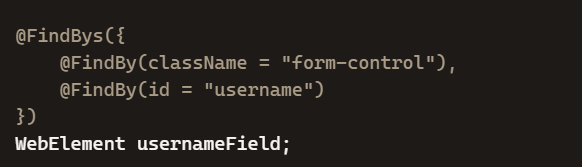 @FindBys({
    @FindBy(className = "form-control"),
    @FindBy(id = "username")
})
WebElement usernameField;